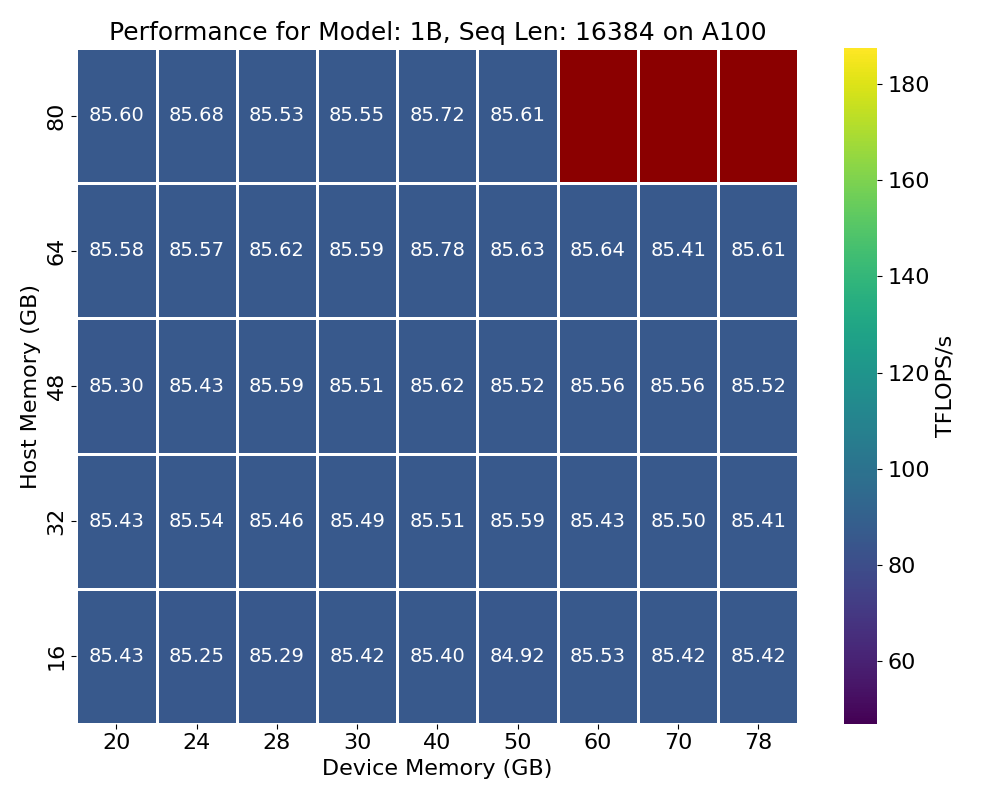 Performance for Model: 1B, Seq Len: 16384 on A100
Host Memory (GB)
80 85.60 85.68 85.53 85.55 85.72 85.61
64 85.58 85.57 85.62 85.59 85.78 85.63 85.64 85.41 85.61
48 85.30 85.43 85.59 85.51 85.62 85.52 85.56 85.56 85.52
32 85.43 85.54 85.46 85.49 85.51 85.59 85.43 85.50 85.41
16 85.43 85.25 85.29 85.42 85.40 84.92 85.53 85.42 85.42
20 24 28 30 40 50 60 70 78
Device Memory (GB)
180
160
140
120
100
80
60
TFLOPS/s